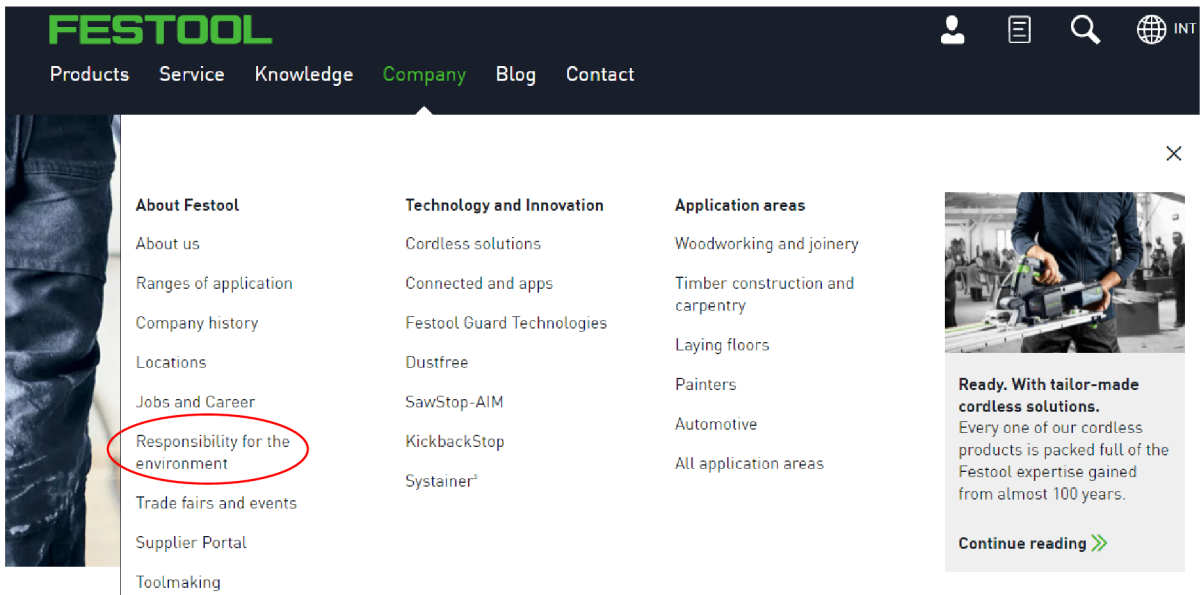 FESTOOL
INT
Products Service Knowledge Company Blog Contact
About Festool
About us
Ranges of application
Company history
Locations
Jobs and Career
Responsibility for the
environment
Trade fairs and events
Supplier Portal
Toolmaking
Technology and Innovation
Cordless solutions
Connected and apps
Festool Guard Technologies
Dustfree
SawStop-AIM
KickbackStop
Systainer³
Application areas
Woodworking and joinery
Timber construction and
carpentry
Laying floors
Painters
Automotive
All application areas
Ready. With tailor-made
cordless solutions.
Every one of our cordless
products is packed full of the
Festool expertise gained
from almost 100 years.
Continue reading